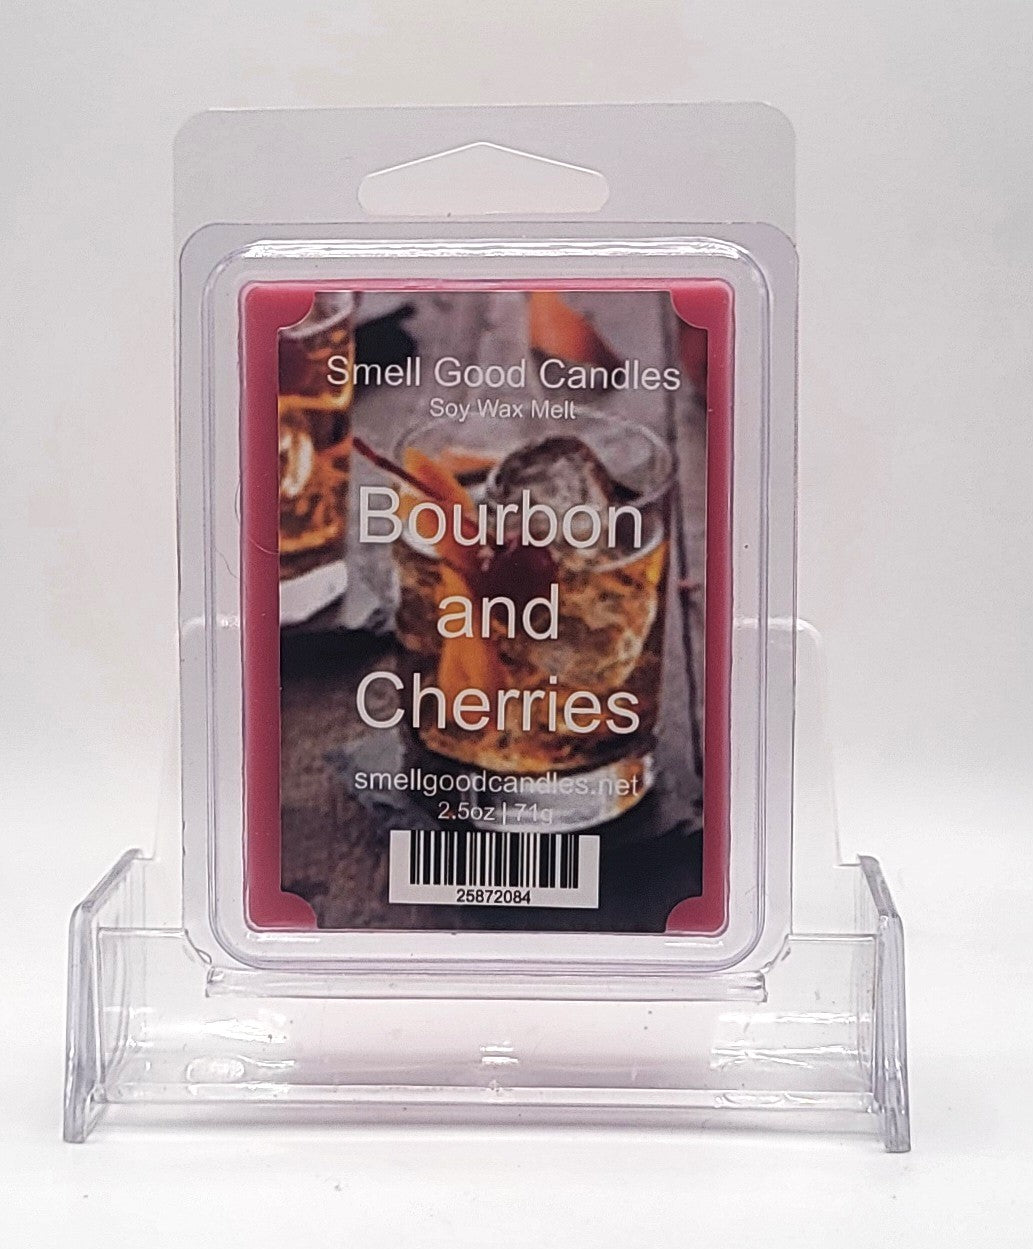 Smell Good Candles
Soy Wax Melt
Bourbon
and
Cherries
smellgoodcandles.net
2.5oz | 71g
25872084